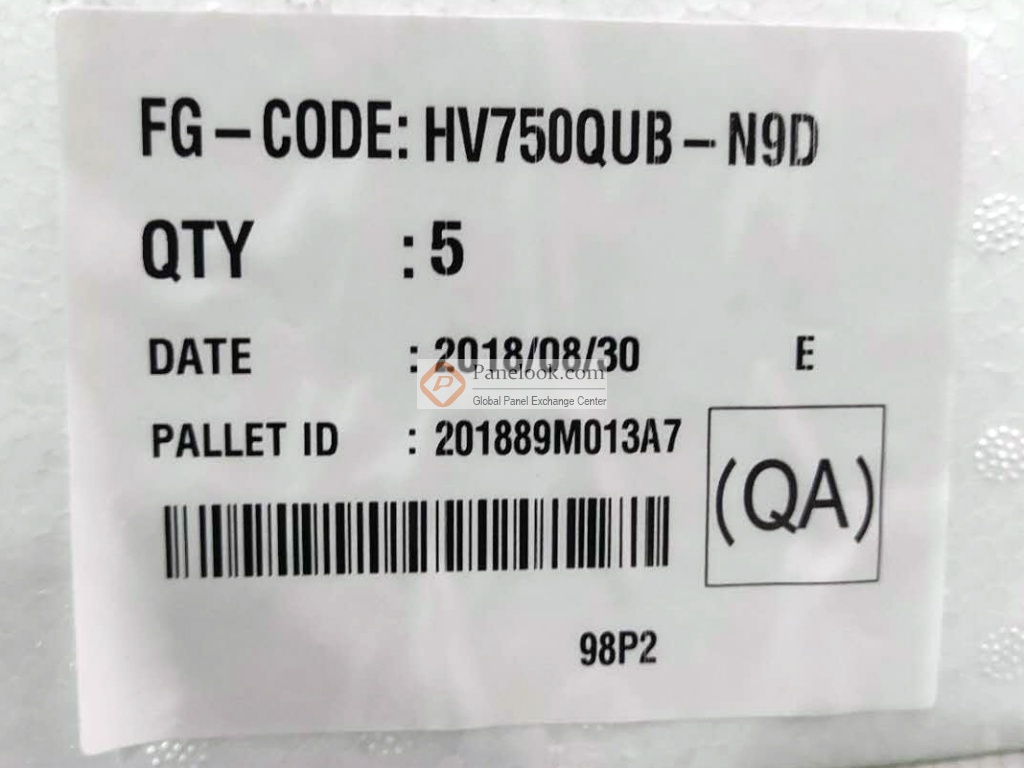 FG-CODE: HV750QUB-N9D
QTY : 5
DATE : 2018/08/30 E
Panelook.com
Global Panel Exchange Center
PALLET ID : 201889M013A7
(QA)
98P2